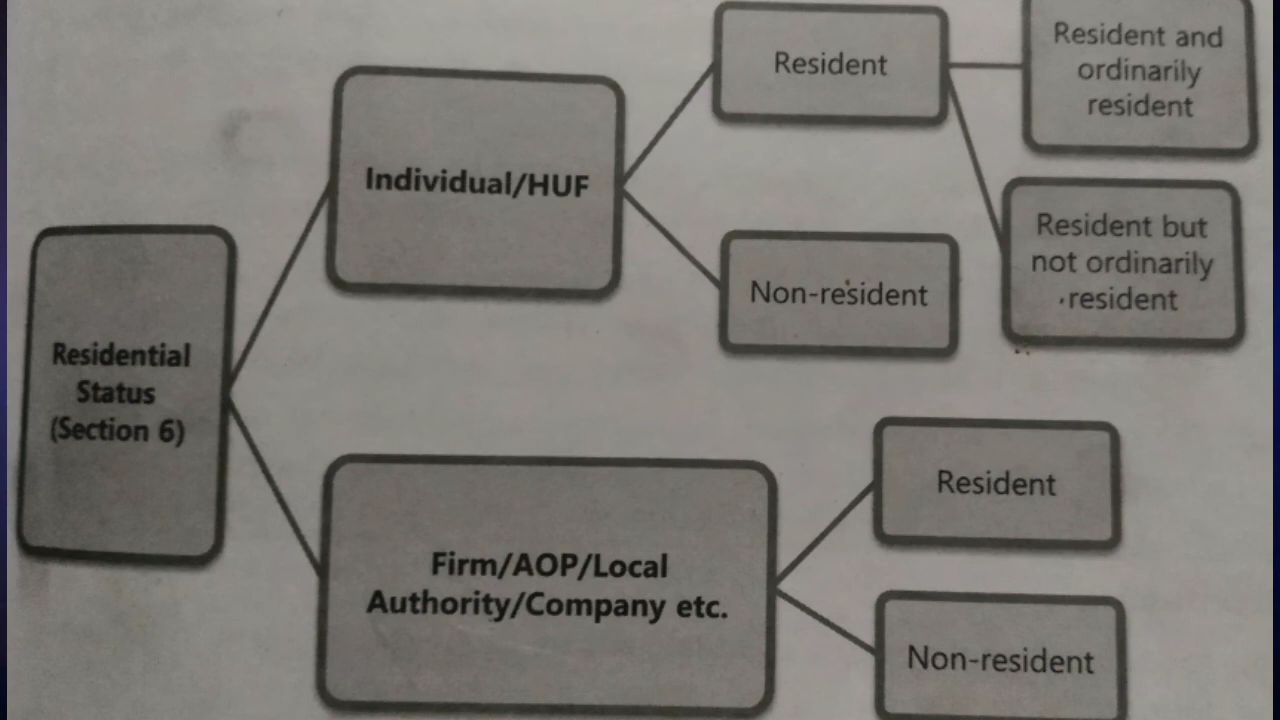 Residential
Status
(Section 6)
Individual/HUF
Resident
Resident and
ordinarily
resident
Resident but
not ordinarily
resident
Non-resident
Firm/AOP/Local
Authority/Company etc.
Resident
Non-resident